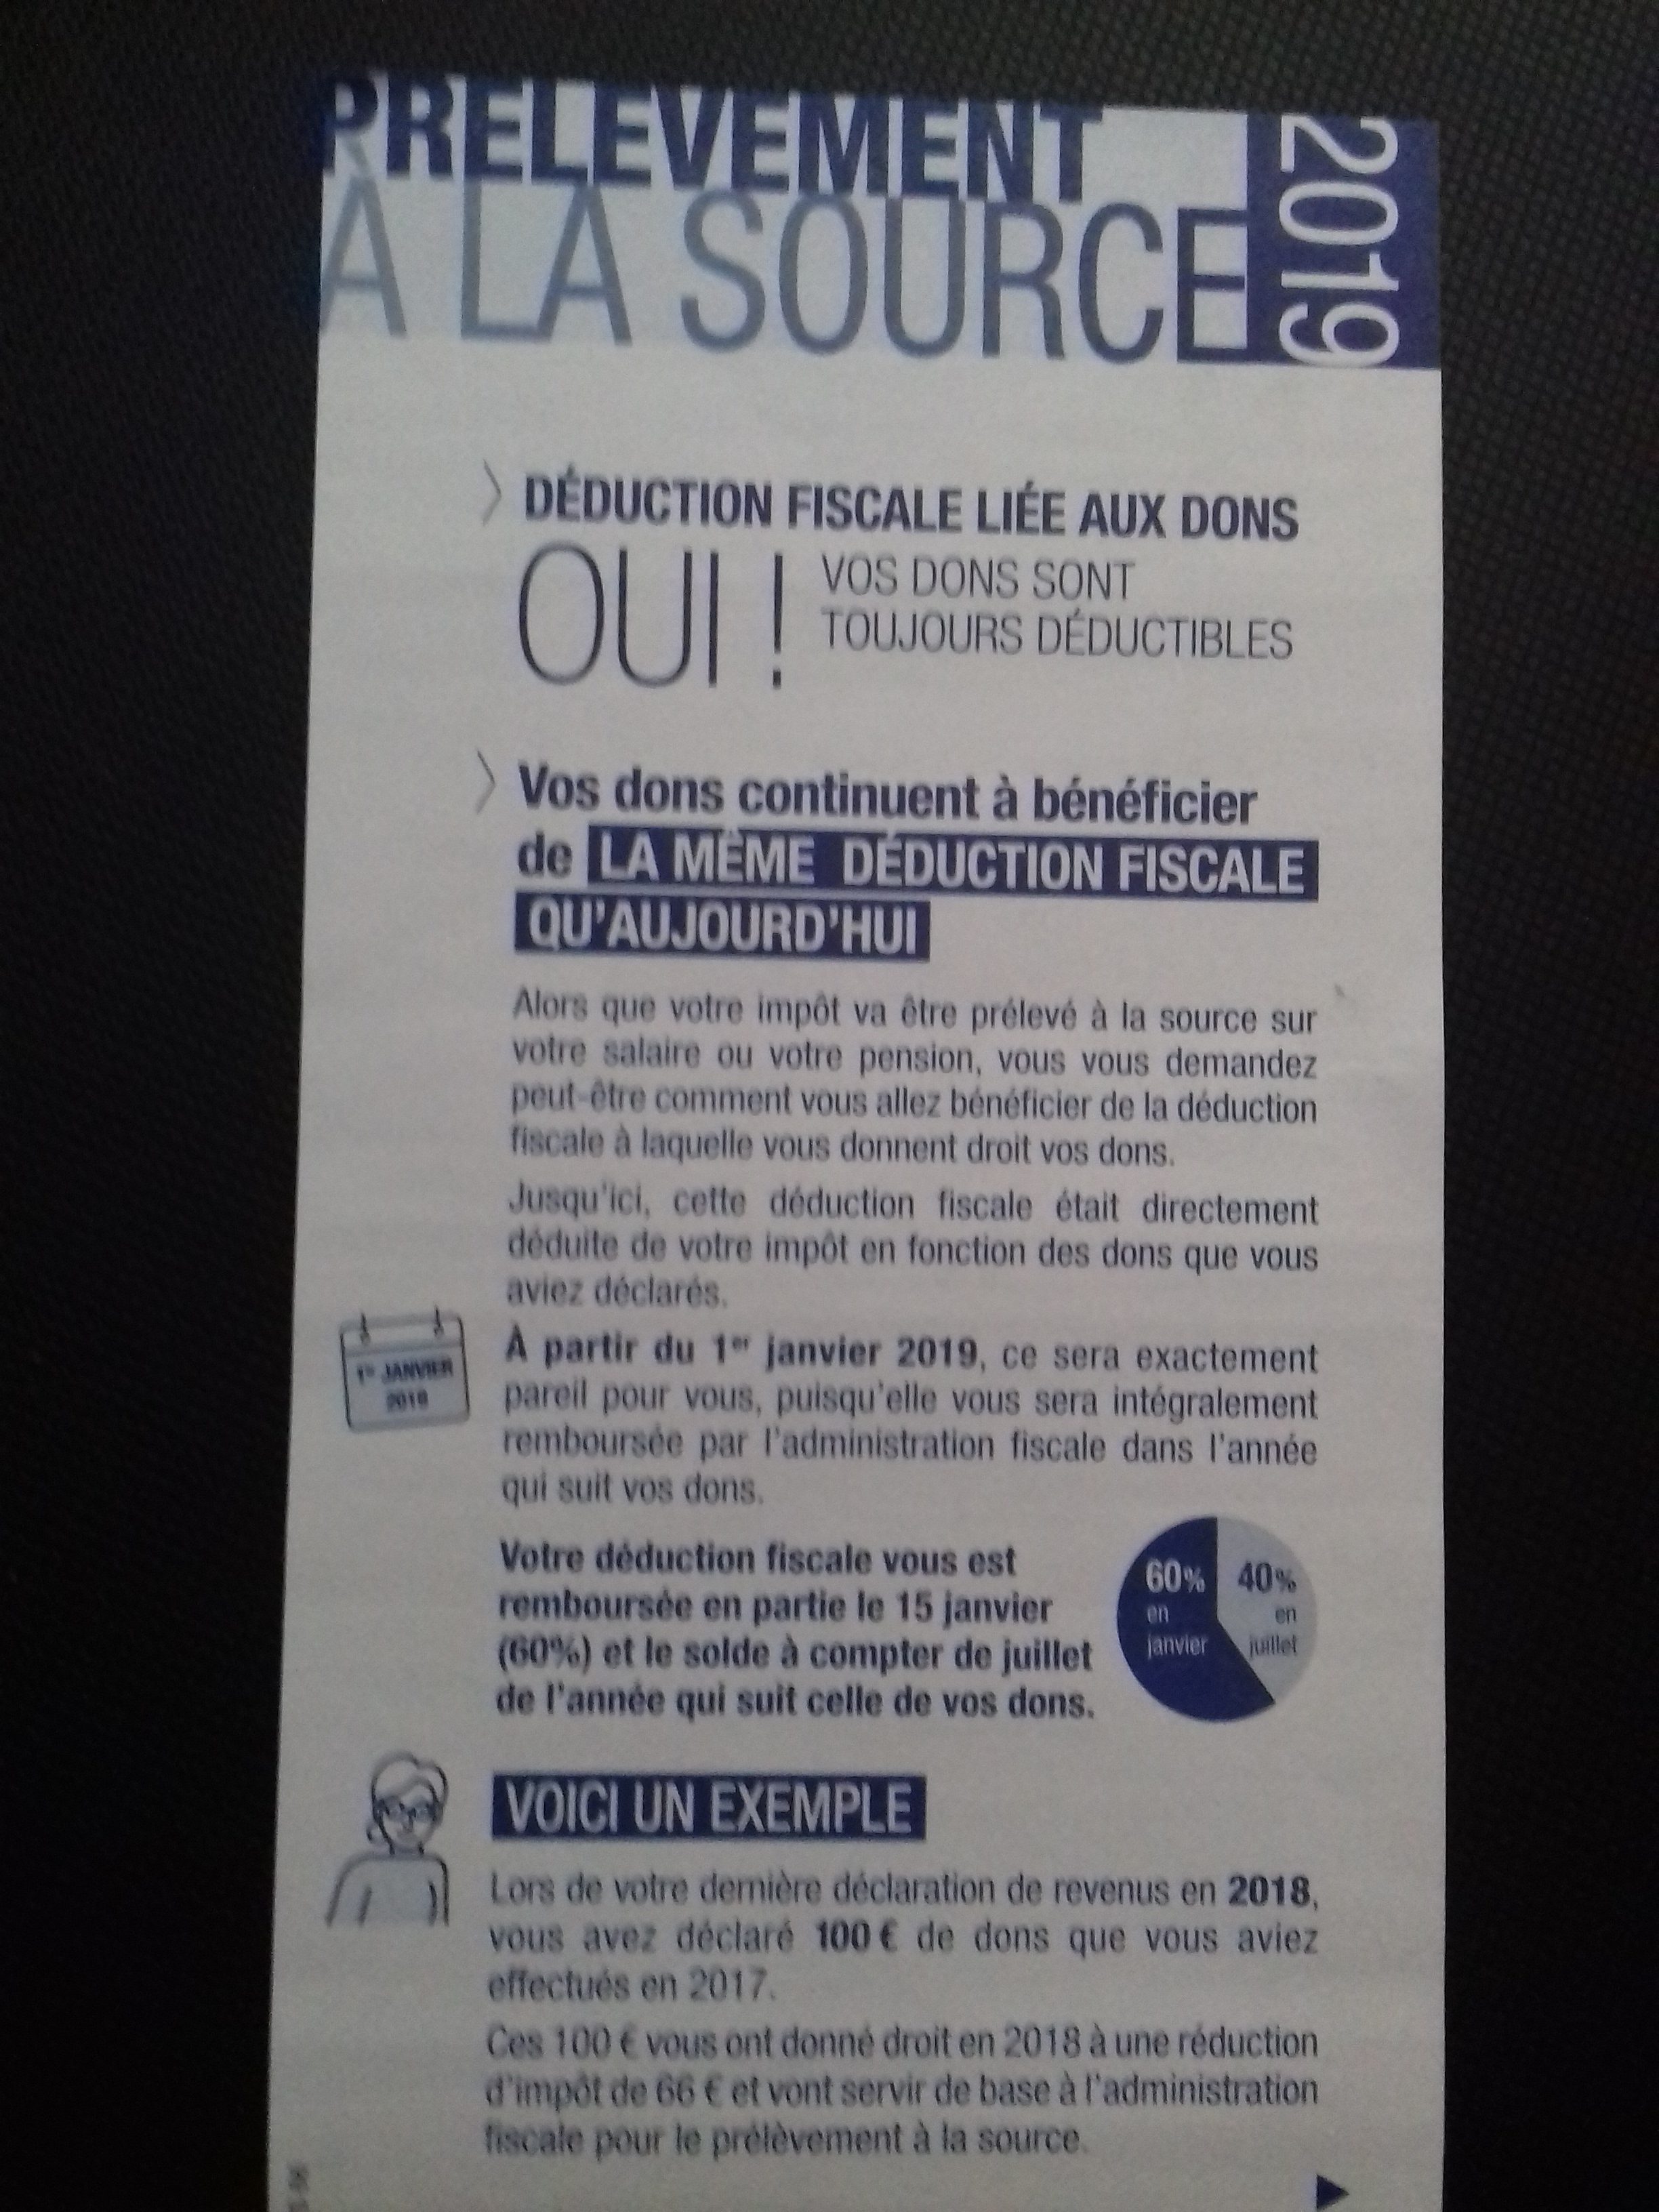 PRÉLÈVEMENT
À LA SOURCE
2019
DÉDUCTION FISCALE LIÉE AUX DONS
OUI !
VOS DONS SONT
TOUJOURS DÉDUCTIBLES
Vos dons continuent à bénéficier
de LA MÊME DÉDUCTION FISCALE
QU'AUJOURD'HUI
Alors que votre impôt va être prélevé à la source sur
votre salaire ou votre pension, vous vous demandez
peut-être comment vous allez bénéficier de la déduction
fiscale à laquelle vous donnent droit vos dons.
Jusqu'ici, cette déduction fiscale était directement
déduite de votre impôt en fonction des dons que vous
aviez déclarés.
1er JANVIER
2019
À partir du 1er janvier 2019, ce sera exactement
pareil pour vous, puisqu'elle vous sera intégralement
remboursée par l'administration fiscale dans l'année
qui suit vos dons.
Votre déduction fiscale vous est
remboursée en partie le 15 janvier
(60%) et le solde à compter de juillet
de l'année qui suit celle de vos dons.
60% en janvier
40% en juillet
VOICI UN EXEMPLE
Lors de votre dernière déclaration de revenus en 2018,
vous avez déclaré 100 € de dons que vous aviez
effectués en 2017.
Ces 100 € vous ont donné droit en 2018 à une réduction
d'impôt de 66 € et vont servir de base à l'administration
fiscale pour le prélèvement à la source.